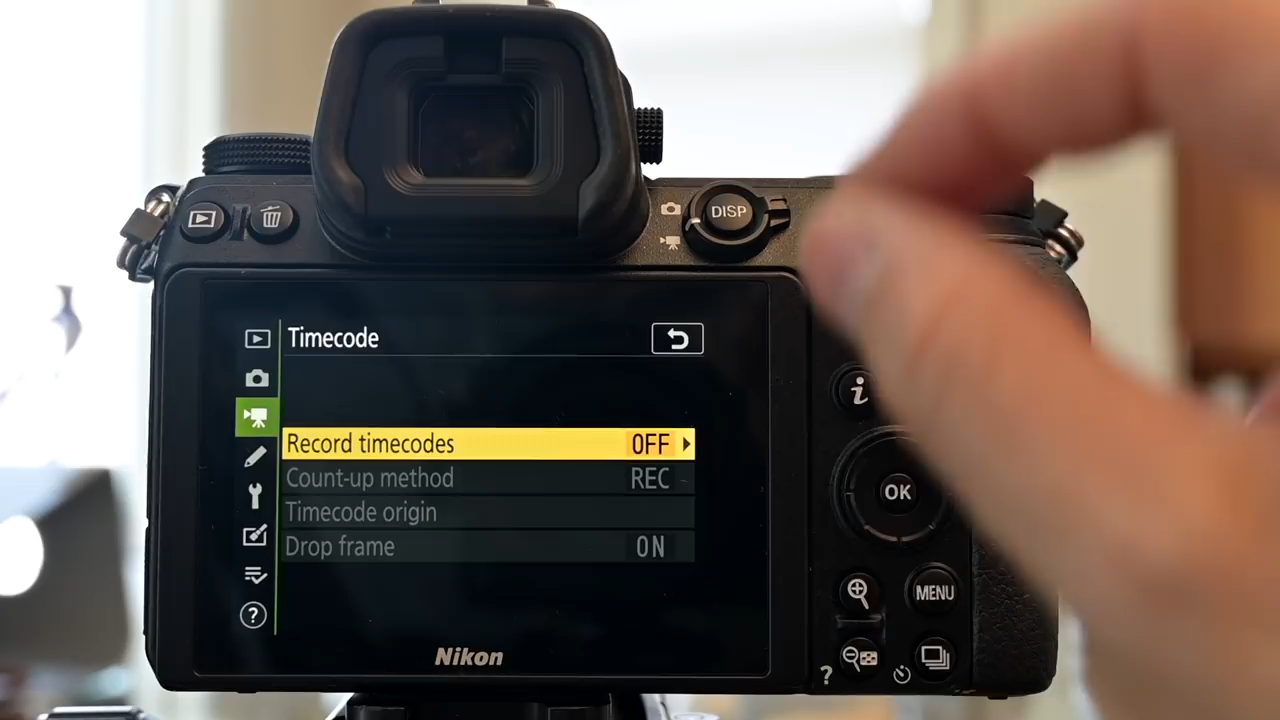 DISP
Timecode
Record timecodes OFF
Count-up method REC
Timecode origin
Drop frame ON
i
OK
MENU
?
?
Nikon